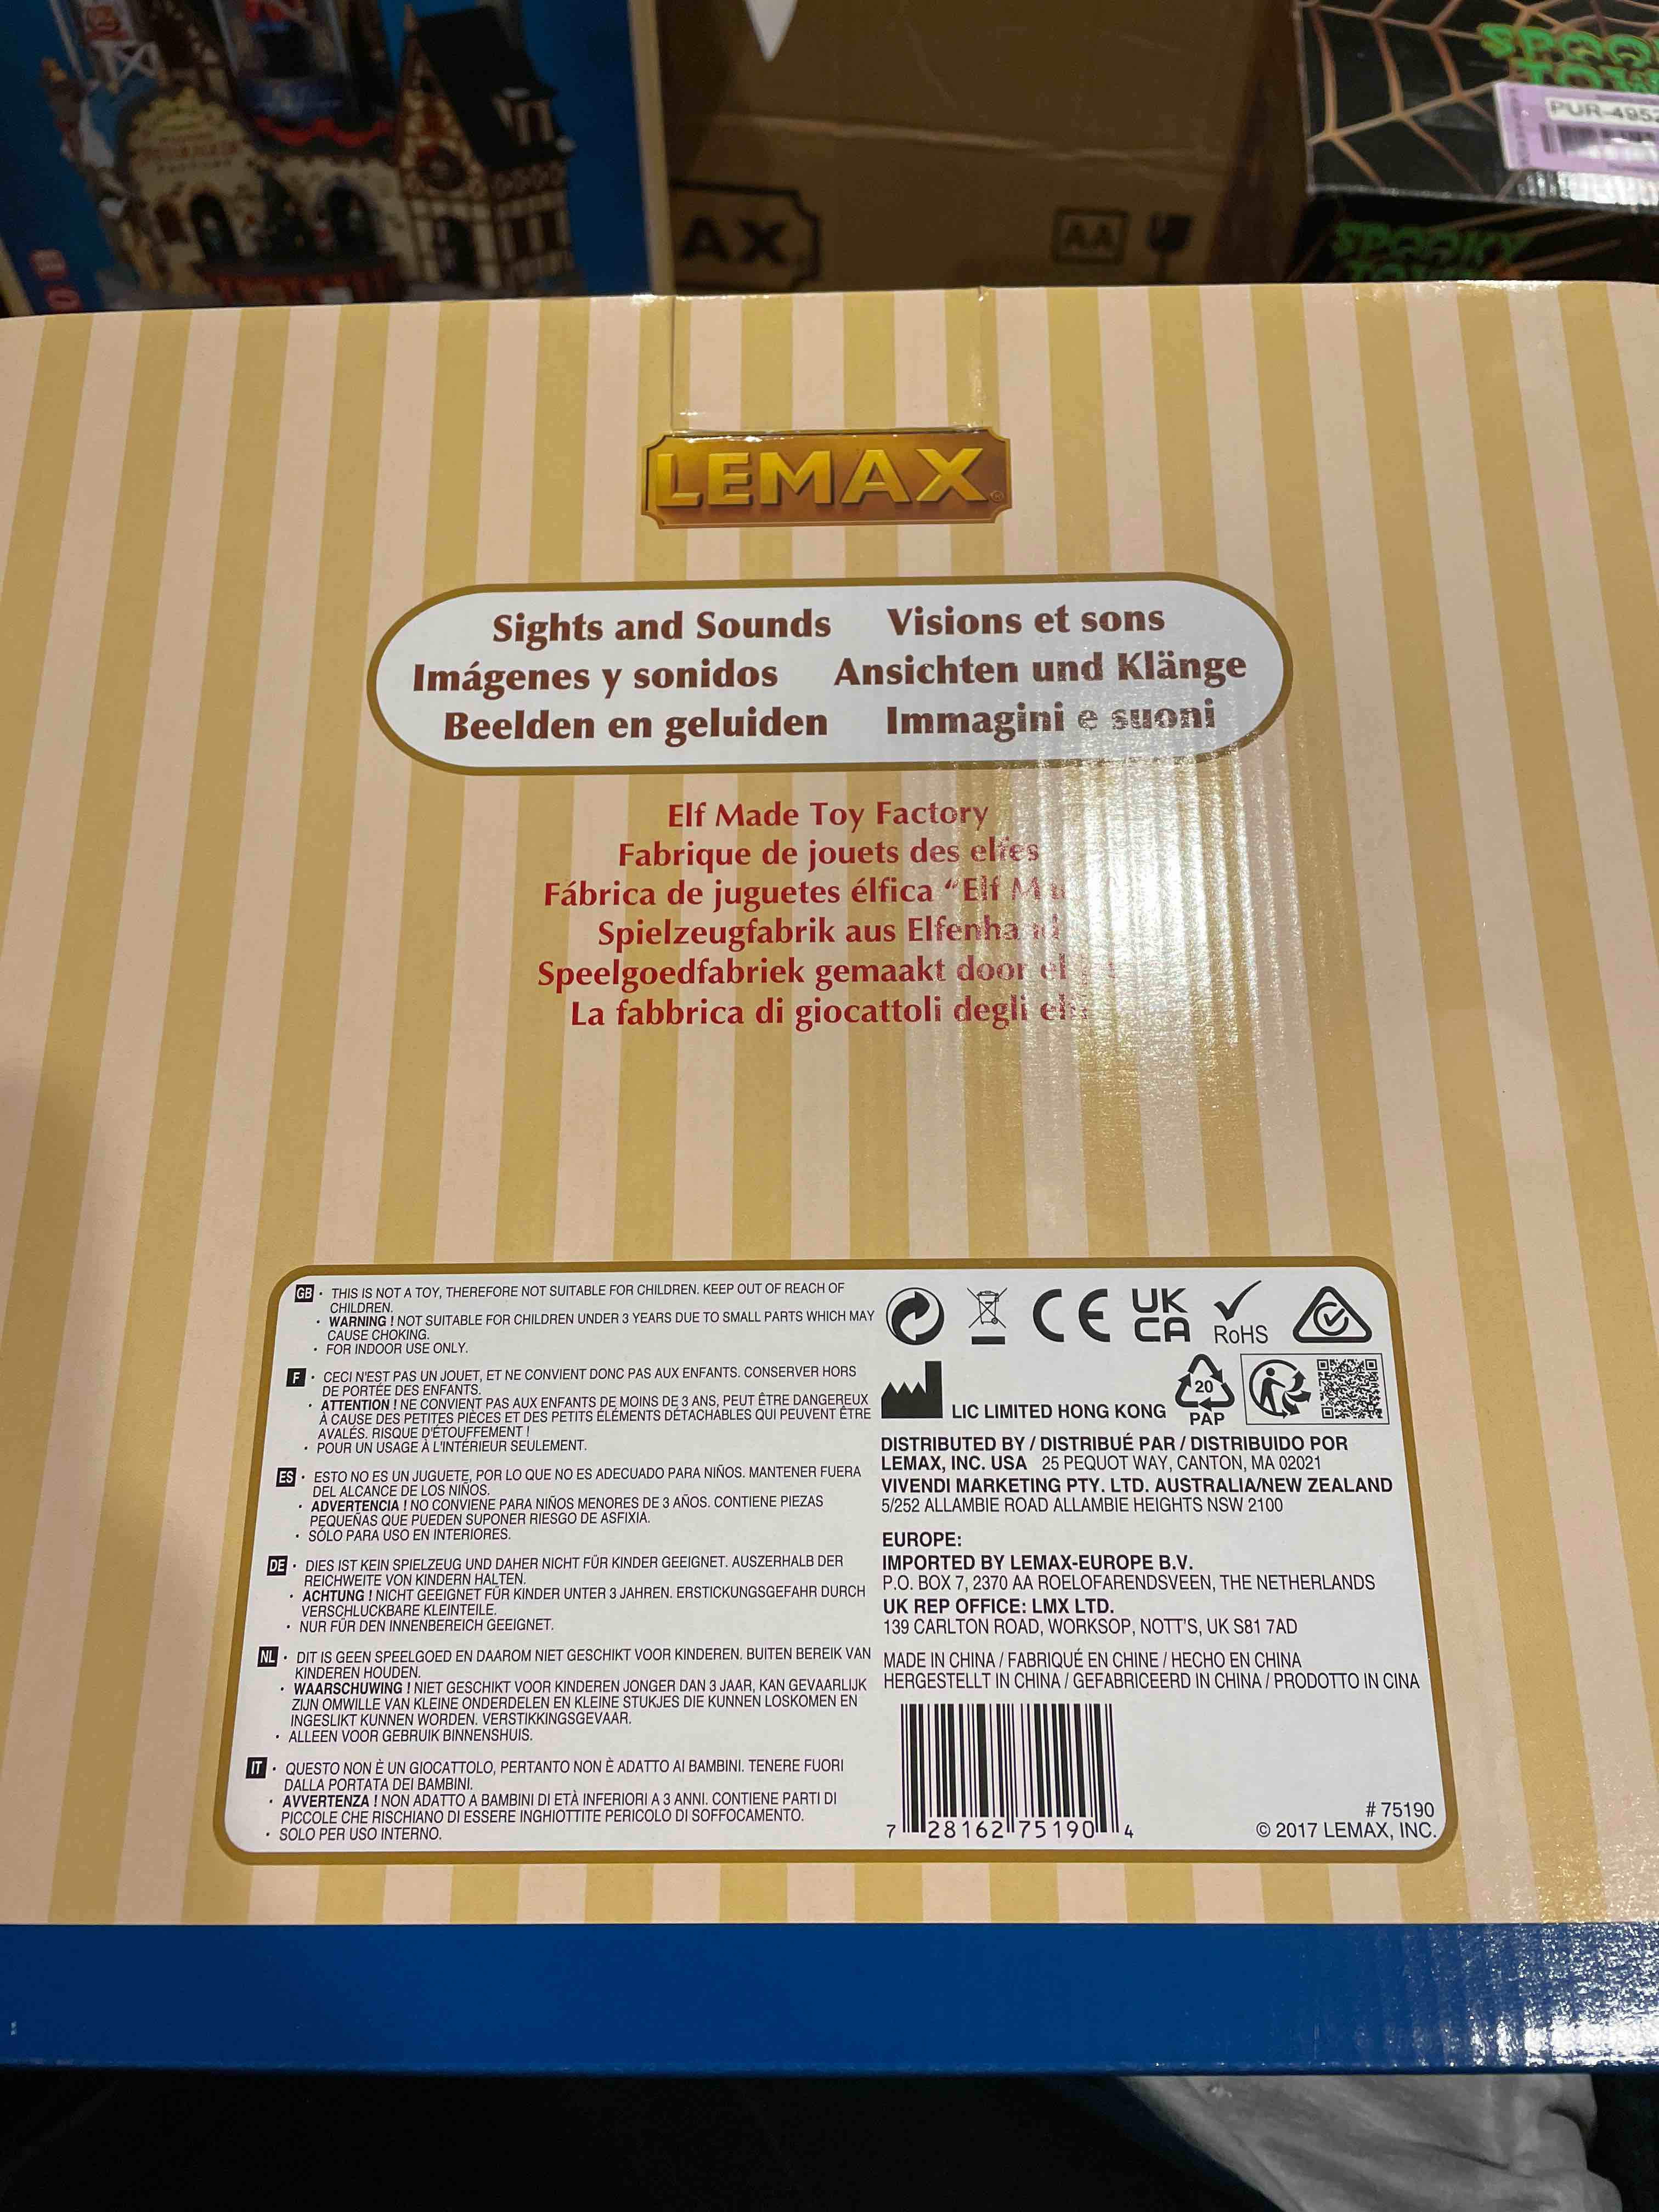 SPOO
TOW
PUR-4952
AX
AA
SPOOKY
LEMAX
Sights and Sounds Visions et sons
Imágenes y sonidos Ansichten und Klänge
Beelden en geluiden Immagini e suoni
Elf Made Toy Factory
Fabrique de jouets des elfes
Fábrica de juguetes élfica "Elf
Spielzeugfabrik aus
Speelgoedfabriek gemaakt door
La fabbrica di giocattoli degli
GB • THIS IS NOT A TOY, THEREFORE NOT SUITABLE FOR CHILDREN. KEEP OUT OF REACH OF
CHILDREN.
• WARNING ! NOT SUITABLE FOR CHILDREN UNDER 3 YEARS DUE TO SMALL PARTS WHICH MAY
CAUSE CHOKING.
• FOR INDOOR USE ONLY.
F • CECI N'EST PAS UN JOUET, ET NE CONVIENT DONC PAS AUX ENFANTS. CONSERVER HORS
DE PORTÉE DES ENFANTS.
• ATTENTION ! NE CONVIENT PAS AUX ENFANTS DE MOINS DE 3 ANS, PEUT ÊTRE DANGEREUX
À CAUSE DES PETITES PIÈCES ET DES PETITS ÉLÉMENTS DÉTACHABLES QUI PEUVENT ÊTRE
AVALÉS. RISQUE D'ÉTOUFFEMENT !
• POUR UN USAGE À L'INTÉRIEUR SEULEMENT.
ES • ESTO NO ES UN JUGUETE, POR LO QUE NO ES ADECUADO PARA NIÑOS. MANTENER FUERA
DEL ALCANCE DE LOS NIÑOS.
• ADVERTENCIA ! NO CONVIENE PARA NIÑOS MENORES DE 3 AÑOS. CONTIENE PIEZAS
PEQUEÑAS QUE PUEDEN SUPONER RIESGO DE ASFIXIA.
• SÓLO PARA USO EN INTERIORES.
DE • DIES IST KEIN SPIELZEUG UND DAHER NICHT FÜR KINDER GEEIGNET. AUSZERHALB DER
REICHWEITE VON KINDERN HALTEN.
• ACHTUNG ! NICHT GEEIGNET FÜR KINDER UNTER 3 JAHREN. ERSTICKUNGSGEFAHR DURCH
VERSCHLUCKBARE KLEINTEILE.
• NUR FÜR DEN INNENBEREICH GEEIGNET.
NL • DIT IS GEEN SPEELGOED EN DAAROM NIET GESCHIKT VOOR KINDEREN. BUITEN BEREIK VAN
KINDEREN HOUDEN.
• WAARSCHUWING ! NIET GESCHIKT VOOR KINDEREN JONGER DAN 3 JAAR, KAN GEVAARLIJK
ZIJN OMWILLE VAN KLEINE ONDERDELEN EN KLEINE STUKJES DIE KUNNEN LOSKOMEN EN
INGESLIKT KUNNEN WORDEN. VERSTIKKINGSGEVAAR.
• ALLEEN VOOR GEBRUIK BINNENSHUIS.
IT • QUESTO NON È UN GIOCATTOLO, PERTANTO NON È ADATTO AI BAMBINI. TENERE FUORI
DALLA PORTATA DEI BAMBINI.
• AVVERTENZA ! NON ADATTO A BAMBINI DI ETÀ INFERIORI A 3 ANNI. CONTIENE PARTI DI
PICCOLE CHE RISCHIANO DI ESSERE INGHIOTTITE PERICOLO DI SOFFOCAMENTO.
• SOLO PER USO INTERNO.
CE UK CA RoHS
LIC LIMITED HONG KONG
20
PAP
DISTRIBUTED BY / DISTRIBUÉ PAR / DISTRIBUIDO POR
LEMAX, INC. USA 25 PEQUOT WAY, CANTON, MA 02021
VIVENDI MARKETING PTY. LTD. AUSTRALIA/NEW ZEALAND
5/252 ALLAMBIE ROAD ALLAMBIE HEIGHTS NSW 2100
EUROPE:
IMPORTED BY LEMAX-EUROPE B.V.
P.O. BOX 7, 2370 AA ROELOFARENDSVEEN, THE NETHERLANDS
UK REP OFFICE: LMX LTD.
139 CARLTON ROAD, WORKSOP, NOTT'S, UK S81 7AD
MADE IN CHINA / FABRIQUÉ EN CHINE / HECHO EN CHINA
HERGESTELLT IN CHINA / GEFABRICEERD IN CHINA / PRODOTTO IN CINA
7 28162 75190 4
# 75190
© 2017 LEMAX, INC.